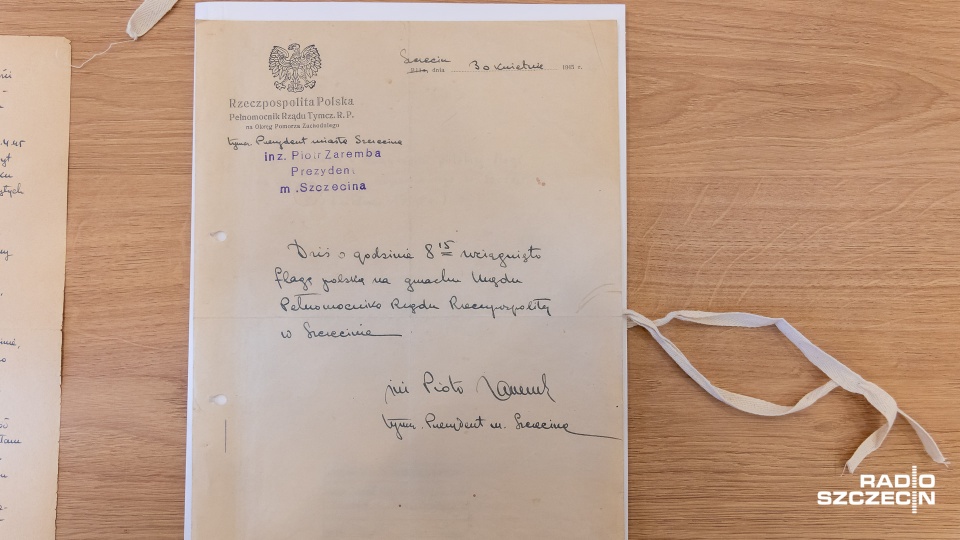 Szczecin
Piła, dnia 30 kwietnia 1945 r.
Rzeczpospolita Polska
Pełnomocnik Rządu Tymcz. R. P.
na Okręg Pomorza Zachodniego
tymcz. Prezydent miasta Szczecina
inż. Piotr Zaremba
Prezydent
m. Szczecina
Dziś o godzinie 8 15 wciągnięto
flagę polską na gmachu Urzędu
Pełnomocnika Rządu Rzeczypospolitej
w Szczecinie
inż Piotr Zaremba
tymcz. Prezydent m. Szczecina
RADIO
SZCZECIN